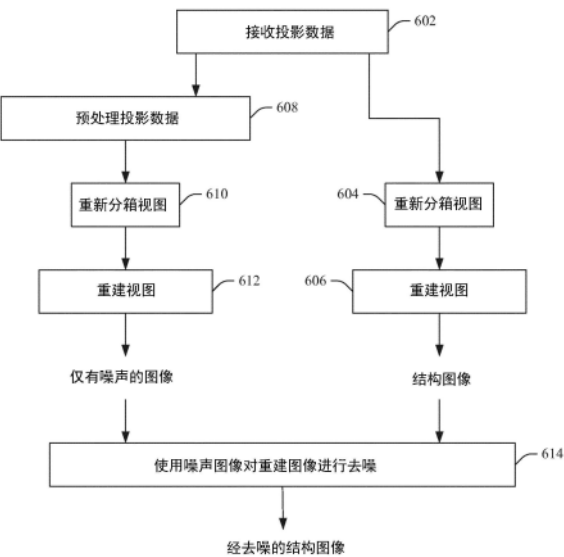 接收投影数据
602
预处理投影数据
608
重新分箱视图
610
604
重新分箱视图
重建视图
612
606
重建视图
仅有噪声的图像
结构图像
使用噪声图像对重建图像进行去噪
614
经去噪的结构图像